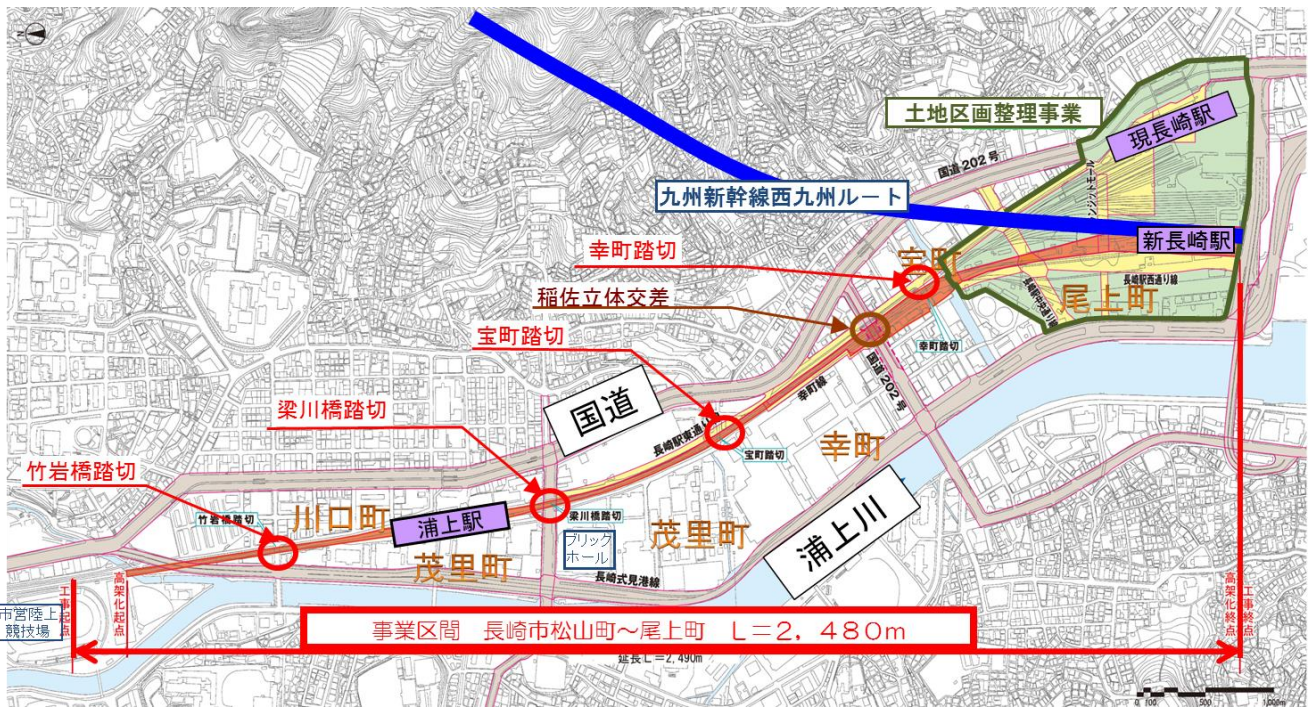 N
土地区画整理事業
現長崎駅
国道202号
九州新幹線西九州ルート
新長崎駅
幸町踏切
宝町
長崎駅西通り線
尾上町
稲佐立体交差
幸町踏切
宝町踏切
国道202号
国道
幸町線
梁川橋踏切
宝町踏切
幸町
竹岩橋踏切
竹岩橋踏切
川口町
浦上駅
梁川橋踏切
ブリック
ホール
茂里町
浦上川
茂里町
長崎式見港線
市営陸上
競技場
工事起点
高架化起点
高架化終点
工事終点
事業区間 長崎市松山町~尾上町 L=2,480m
延長L=2,490m
0 100 500 1,000m